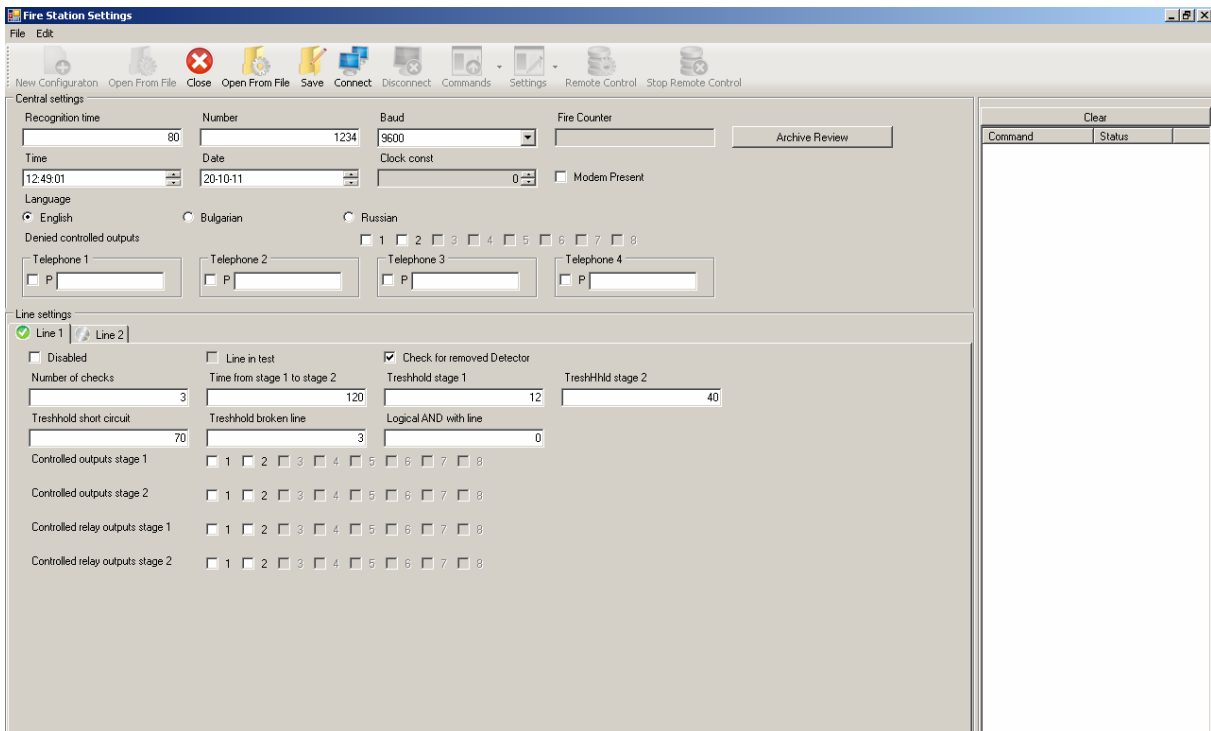 Fire Station Settings
File Edit
New Configuraton Open From File Close Open From File Save Connect Disconnect Commands Settings Remote Control Stop Remote Control
Central settings
Recognition time Number Baud Fire Counter
80 1234 9600 Archive Review
Time Date Clock const
12:49:01 20-10-11 0 Modem Present
Language
English Bulgarian Russian
Denied controlled outputs 1 2 3 4 5 6 7 8
Telephone 1 Telephone 2 Telephone 3 Telephone 4
P P P P
Line settings
Line 1 Line 2
Disabled Line in test Check for removed Detector
Number of checks Time from stage 1 to stage 2 Treshhold stage 1 TreshHhld stage 2
3 120 12 40
Treshhold short circuit Treshhold broken line Logical AND with line
70 3 0
Controlled outputs stage 1 1 2 3 4 5 6 7 8
Controlled outputs stage 2 1 2 3 4 5 6 7 8
Controlled relay outputs stage 1 1 2 3 4 5 6 7 8
Controlled relay outputs stage 2 1 2 3 4 5 6 7 8
Clear
Command Status